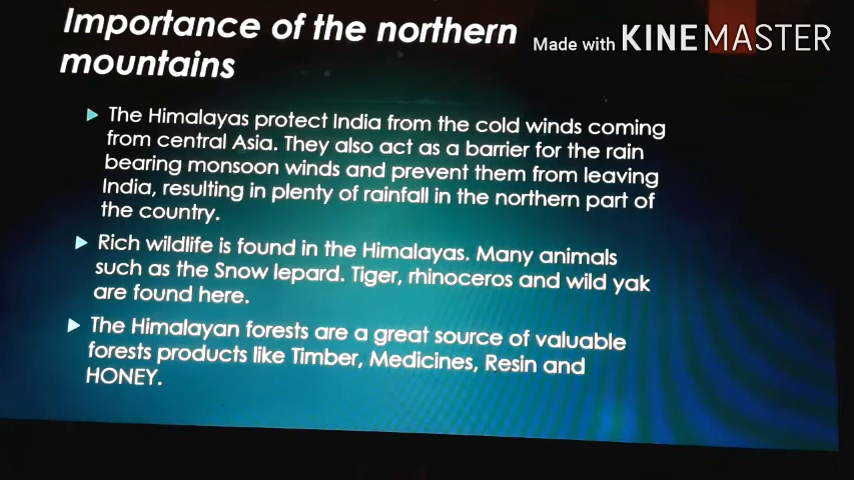 Importance of the northern
mountains
Made with KINEMASTER
The Himalayas protect India from the cold winds coming
from central Asia. They also act as a barrier for the rain
bearing monsoon winds and prevent them from leaving
India, resulting in plenty of rainfall in the northern part of
the country.
Rich wildlife is found in the Himalayas. Many animals
such as the Snow lepard. Tiger, rhinoceros and wild yak
are found here.
The Himalayan forests are a great source of valuable
forests products like Timber, Medicines, Resin and
HONEY.